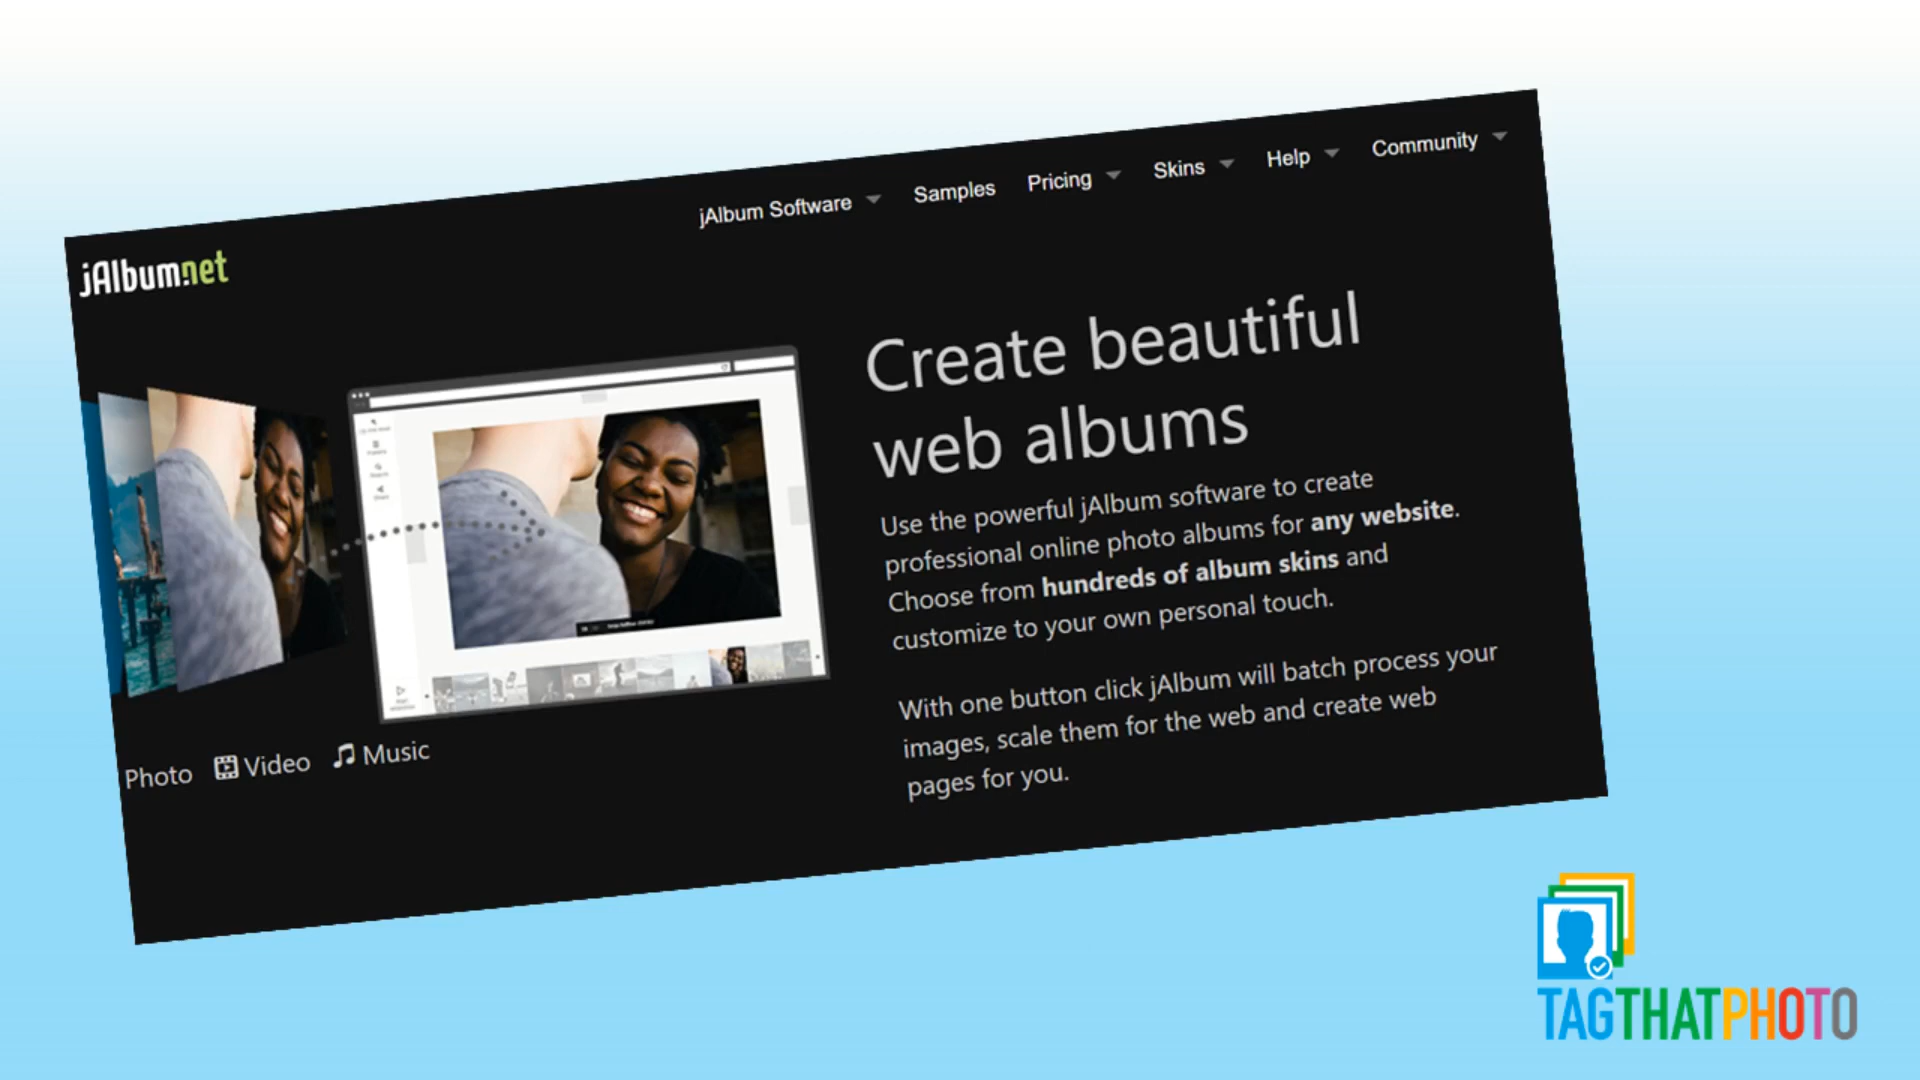 jAlbum Software
Samples
Pricing
Skins
Help
Community
jAlbum.net
Create beautiful
web albums
Use the powerful jAlbum software to create
professional online photo albums for any website.
Choose from hundreds of album skins and
customize to your own personal touch.
With one button click jAlbum will batch process your
images, scale them for the web and create web
pages for you.
Photo
Video
Music
TAGTHATPHOTO